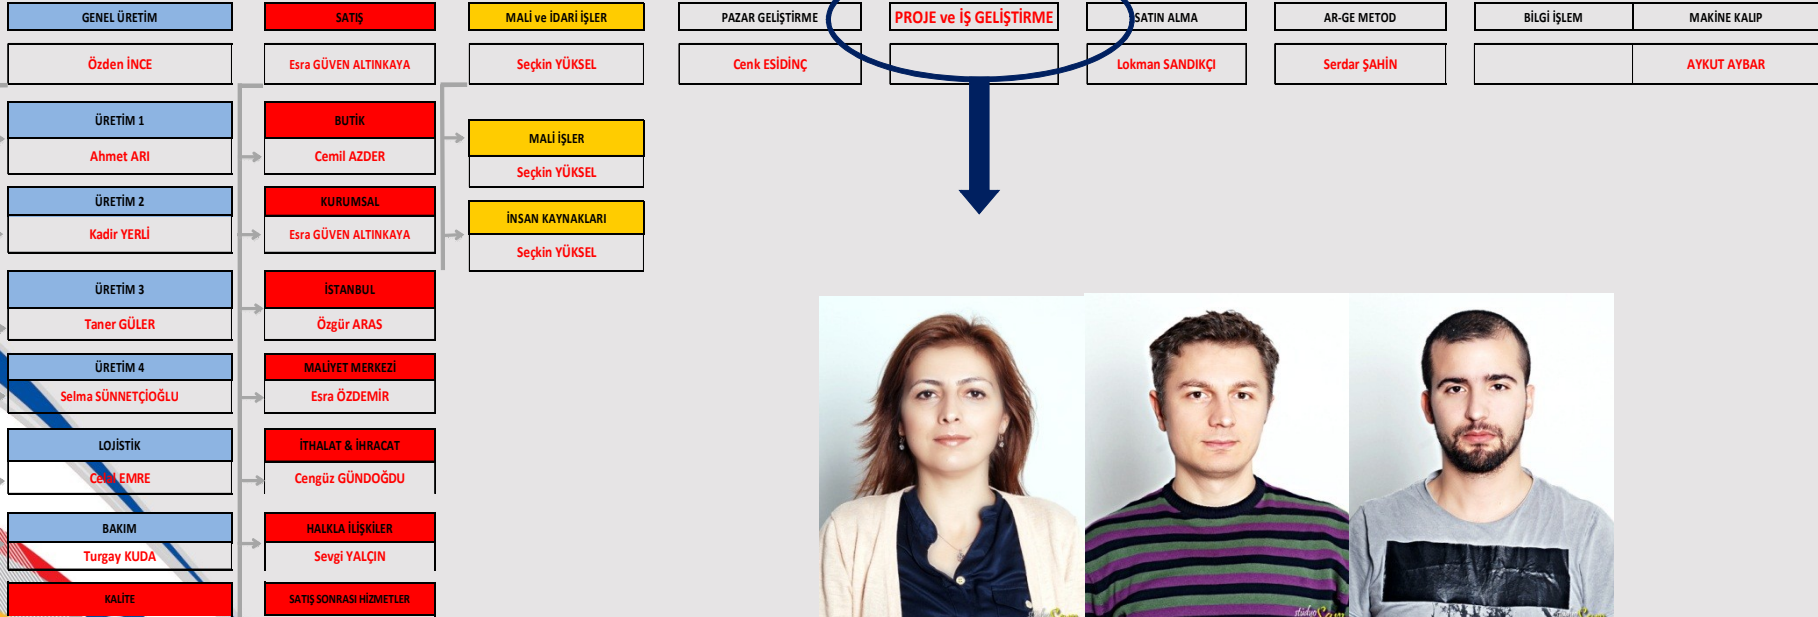 GENEL ÜRETİM
SATIŞ
MALİ ve İDARİ İŞLER
PAZAR GELİŞTİRME
PROJE ve İŞ GELİŞTİRME
SATIN ALMA
AR-GE METOD
BİLGİ İŞLEM
MAKİNE KALIP
Özden İNCE
Esra GÜVEN ALTINKAYA
Seçkin YÜKSEL
Cenk ESİDİNÇ
Lokman SANDIKÇI
Serdar ŞAHİN
AYKUT AYBAR
ÜRETİM 1
Ahmet ARI
BUTİK
Cemil AZDER
MALİ İŞLER
Seçkin YÜKSEL
ÜRETİM 2
Kadir YERLİ
KURUMSAL
Esra GÜVEN ALTINKAYA
İNSAN KAYNAKLARI
Seçkin YÜKSEL
ÜRETİM 3
Taner GÜLER
İSTANBUL
Özgür ARAS
ÜRETİM 4
Selma SÜNNETÇİOĞLU
MALİYET MERKEZİ
Esra ÖZDEMİR
LOJİSTİK
Celal EMRE
İTHALAT & İHRACAT
Cengüz GÜNDOĞDU
BAKIM
Turgay KUDA
HALKLA İLİŞKİLER
Sevgi YALÇIN
KALİTE
SATIŞ SONRASI HİZMETLER